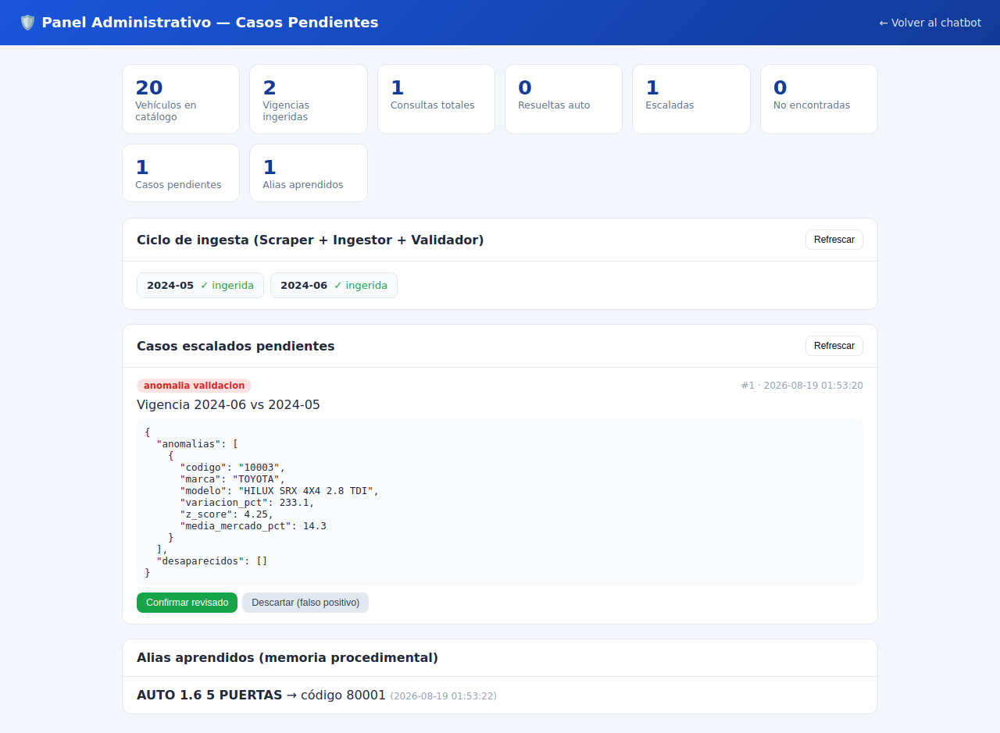 🛡️ Panel Administrativo — Casos Pendientes
← Volver al chatbot
20
Vehículos en
catálogo
2
Vigencias
ingeridas
1
Consultas totales
0
Resueltas auto
1
Escaladas
0
No encontradas
1
Casos pendientes
1
Alias aprendidos
Ciclo de ingesta (Scraper + Ingestor + Validador)
Refrescar
2024-05 ✓ ingerida
2024-06 ✓ ingerida
Casos escalados pendientes
Refrescar
anomalia validacion
#1 · 2026-08-19 01:53:20
Vigencia 2024-06 vs 2024-05
{
  "anomalias": [
    {
      "codigo": "10003",
      "marca": "TOYOTA",
      "modelo": "HILUX SRX 4X4 2.8 TDI",
      "variacion_pct": 233.1,
      "z_score": 4.25,
      "media_mercado_pct": 14.3
    }
  ],
  "desaparecidos": []
}
Confirmar revisado
Descartar (falso positivo)
Alias aprendidos (memoria procedimental)
AUTO 1.6 5 PUERTAS → código 80001 (2026-08-19 01:53:22)